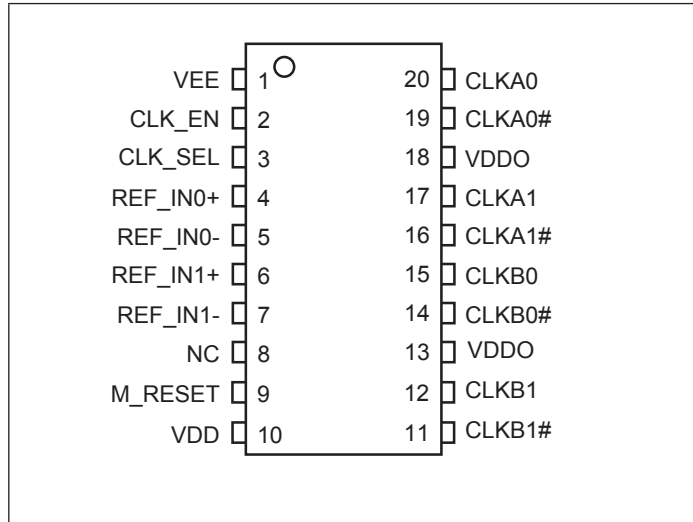 VEE 1 20 CLKA0
CLK_EN 2 19 CLKA0#
CLK_SEL 3 18 VDDO
REF_IN0+ 4 17 CLKA1
REF_IN0- 5 16 CLKA1#
REF_IN1+ 6 15 CLKB0
REF_IN1- 7 14 CLKB0#
NC 8 13 VDDO
M_RESET 9 12 CLKB1
VDD 10 11 CLKB1#